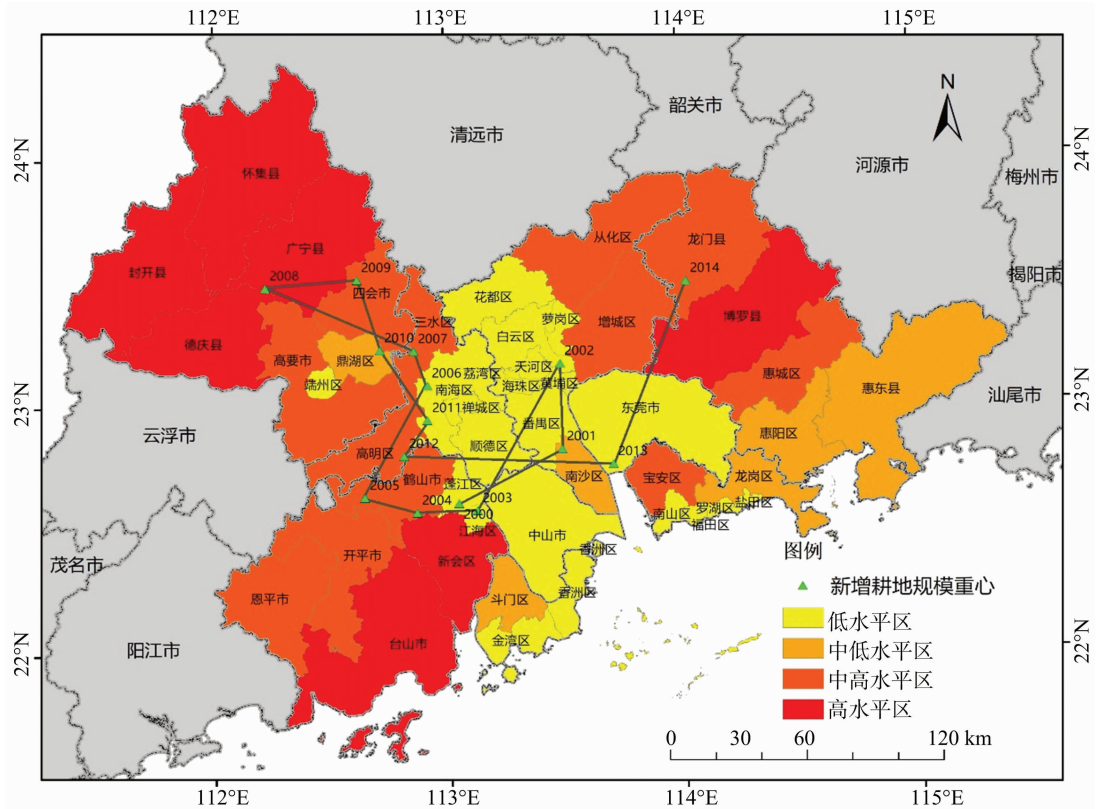 112°E
113°E
114°E
115°E
24°N
23°N
22°N
24°N
23°N
22°N
N
韶关市
清远市
河源市
梅州市
揭阳市
汕尾市
云浮市
茂名市
阳江市
怀集县
广宁县
封开县
德庆县
2008
2009
四会市
三水区
2010
2007
高要市
鼎湖区
端州区
从化区
龙门县
2014
花都区
萝岗区
白云区
增城区
博罗县
2002
天河区
2006
荔湾区
海珠区
黄埔区
南海区
惠城区
惠东县
2011
禅城区
东莞市
番禺区
惠阳区
2012
顺德区
2001
2013
高明区
鹤山市
蓬江区
南沙区
宝安区
龙岗区
2005
2004
2003
2000
南山区
罗湖区
盐田区
福田区
江海区
中山市
香洲区
开平市
新会区
香洲区
恩平市
斗门区
台山市
金湾区
图例
新增耕地规模重心
低水平区
中低水平区
中高水平区
高水平区
0
30
60
120 km
112°E
113°E
114°E
115°E